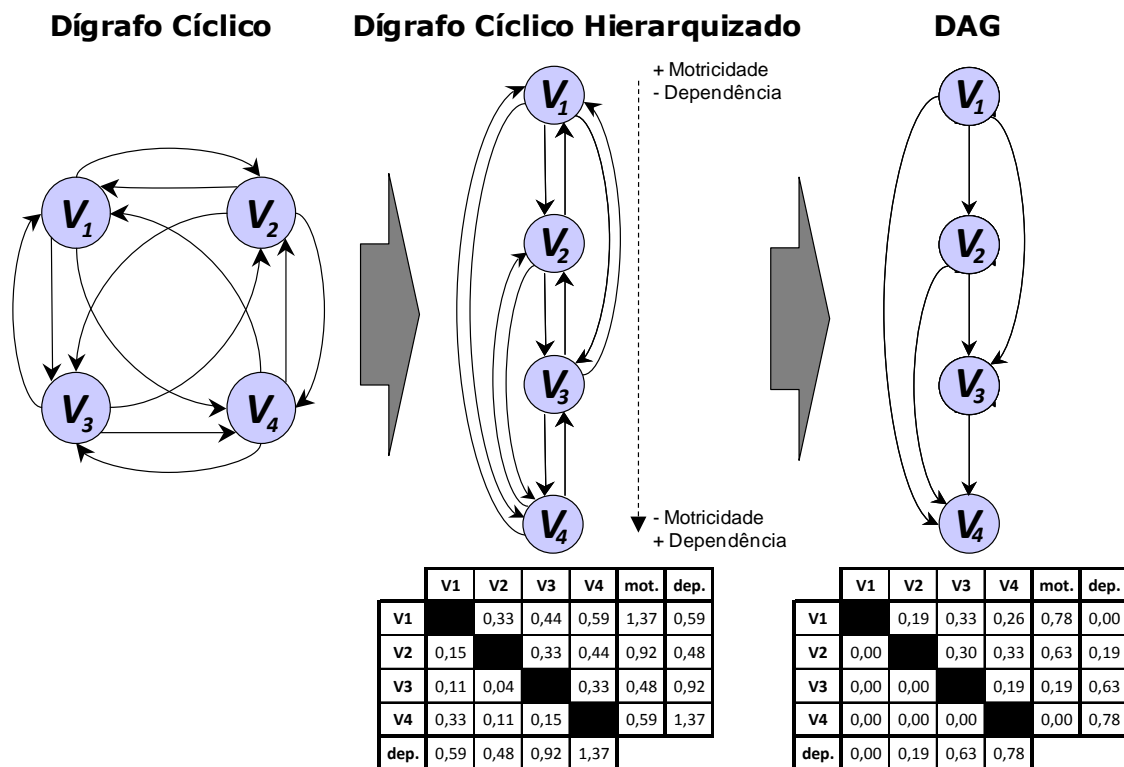 Dígrafo Cíclico
Dígrafo Cíclico Hierarquizado
DAG
+ Motricidade
- Dependência
V1
V2
V3
V4
V1
V2
V3
V4
- Motricidade
+ Dependência
V1
V2
V3
V4
V1 V2 V3 V4 mot. dep.
V1 0,33 0,44 0,59 1,37 0,59
V2 0,15 0,33 0,44 0,92 0,48
V3 0,11 0,04 0,33 0,48 0,92
V4 0,33 0,11 0,15 0,59 1,37
dep. 0,59 0,48 0,92 1,37
V1 V2 V3 V4 mot. dep.
V1 0,19 0,33 0,26 0,78 0,00
V2 0,00 0,30 0,33 0,63 0,19
V3 0,00 0,00 0,19 0,19 0,63
V4 0,00 0,00 0,00 0,00 0,78
dep. 0,00 0,19 0,63 0,78